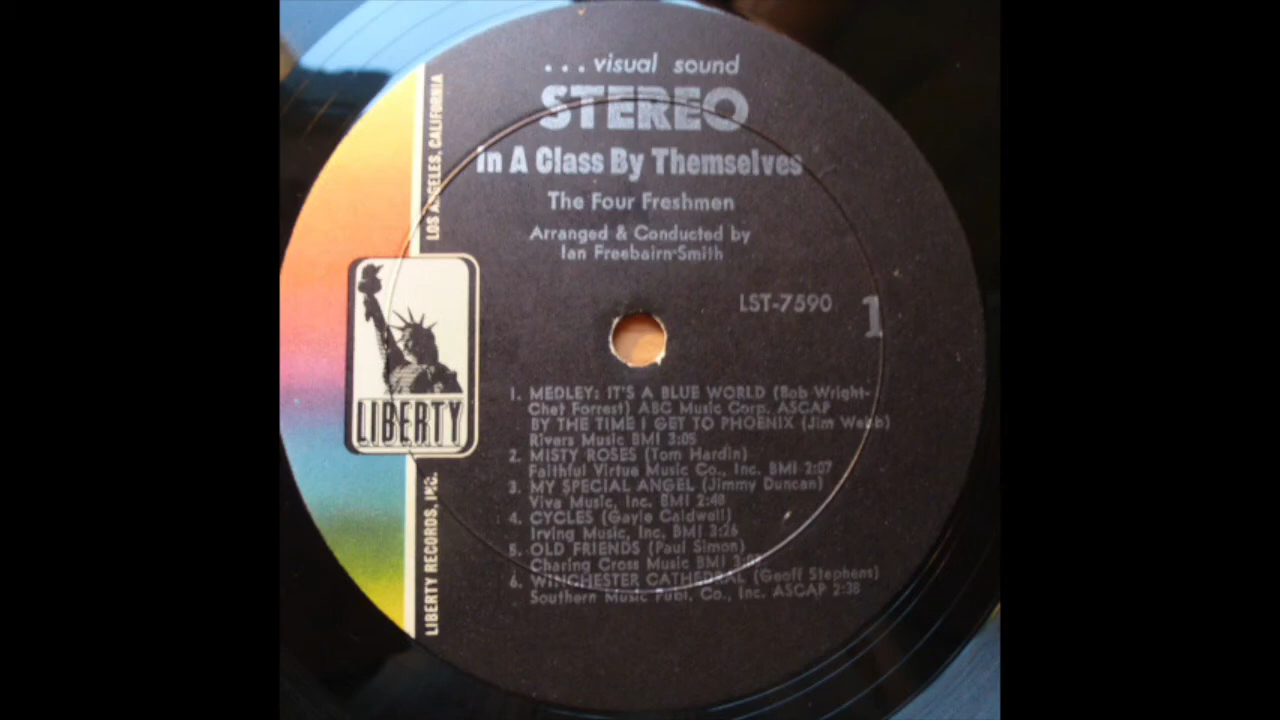 ...visual sound
STEREO
In A Class By Themselves
The Four Freshmen
Arranged & Conducted by
Ian Freebairn-Smith
LST-7590
1
LOS ANGELES, CALIFORNIA
LIBERTY
LIBERTY RECORDS, INC.
1. MEDLEY: IT'S A BLUE WORLD (Bob Wright-
Chet Forrest) ABC Music Corp. ASCAP
BY THE TIME I GET TO PHOENIX (Jim Webb)
Rivers Music BMI 3:05
2. MISTY ROSES (Tom Hardin)
Faithful Virtue Music Co., Inc. BMI 2:07
3. MY SPECIAL ANGEL (Jimmy Duncan)
Viva Music, Inc. BMI 2:48
4. CYCLES (Gayle Caldwell)
Irving Music, Inc. BMI 3:26
5. OLD FRIENDS (Paul Simon)
Charing Cross Music BMI
6. WINCHESTER CATHEDRAL (Geoff Stephens)
Southern Music Publ. Co., Inc. ASCAP 2:38